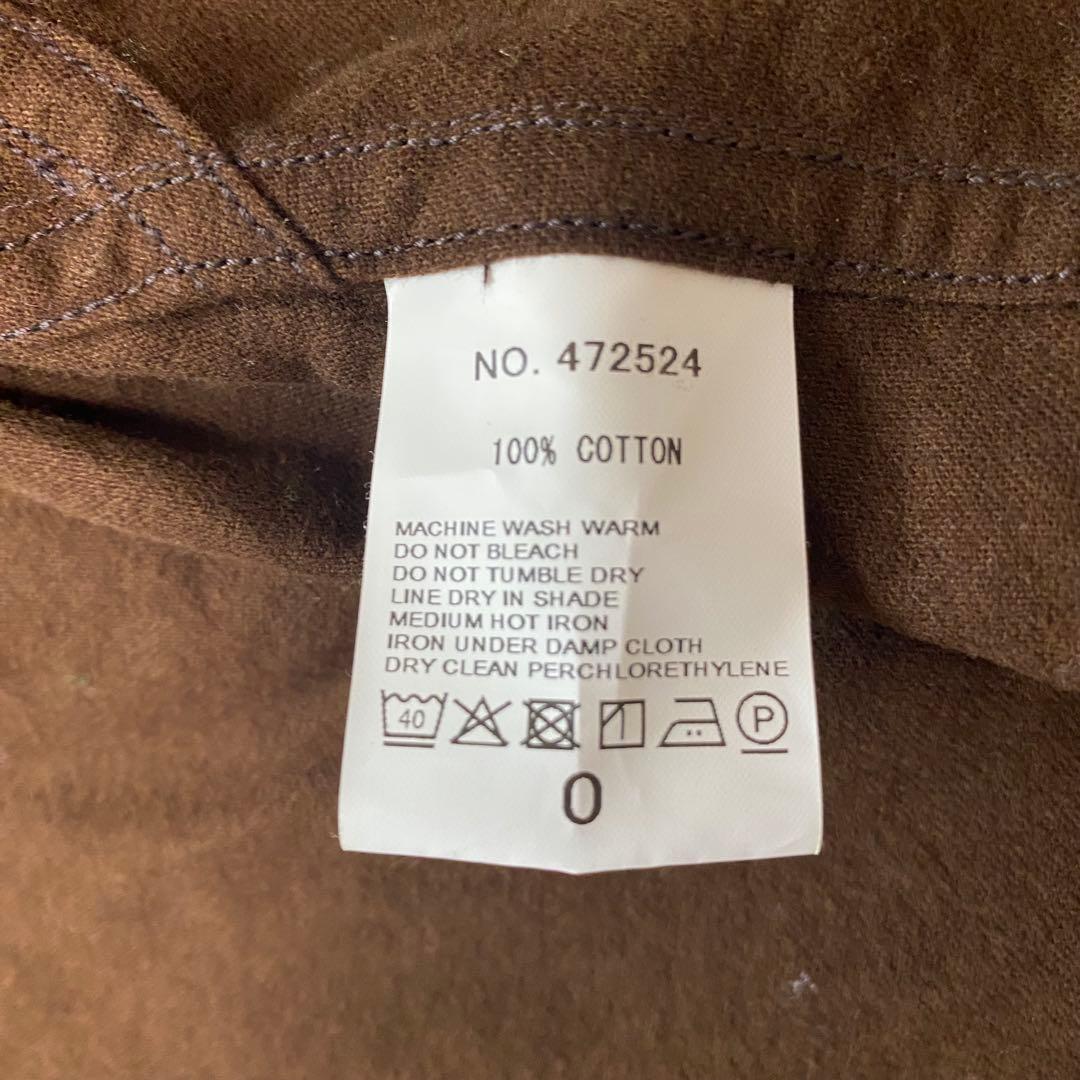 NO. 472524
100% COTTON
MACHINE WASH WARM
DO NOT BLEACH
DO NOT TUMBLE DRY
LINE DRY IN SHADE
MEDIUM HOT IRON
IRON UNDER DAMP CLOTH
DRY CLEAN PERCHLORETHYLENE
40 P
0